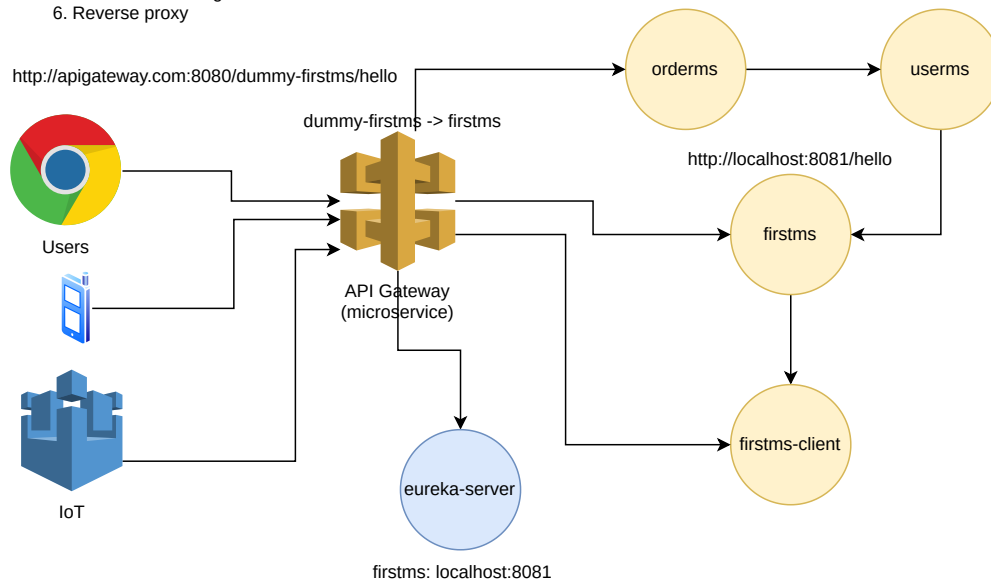 6. Reverse proxy
http://apigateway.com:8080/dummy-firstms/hello
orderms
userms
dummy-firstms -> firstms
http://localhost:8081/hello
Users
firstms
API Gateway
(microservice)
firstms-client
eureka-server
IoT
firstms: localhost:8081